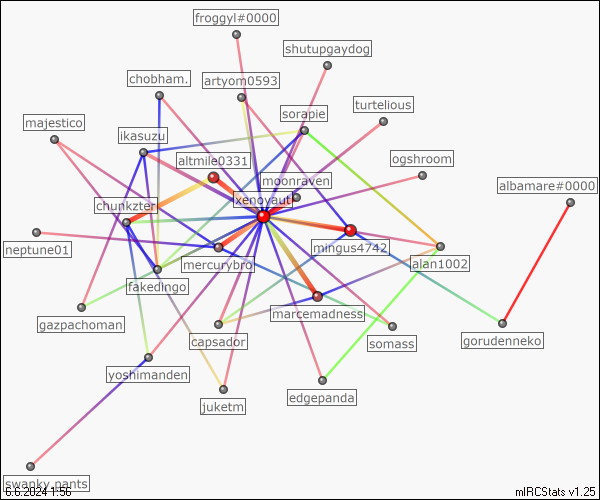 froggyl#0000
shutupgaydog
chobham.
artyom0593
turtelious
sorapie
majestico
ikasuzu
altmile0331
ogshroom
moonraven
albamare#0000
xenoyaut
chunkzter
neptune01
mingus4742
alan1002
mercurybro
fakedingo
marcemadness
gazpachoman
capsador
somass
gorudenneko
yoshimanden
edgepanda
juketm
swanky.pants
6.6.2024 1:56
mIRCStats v1.25